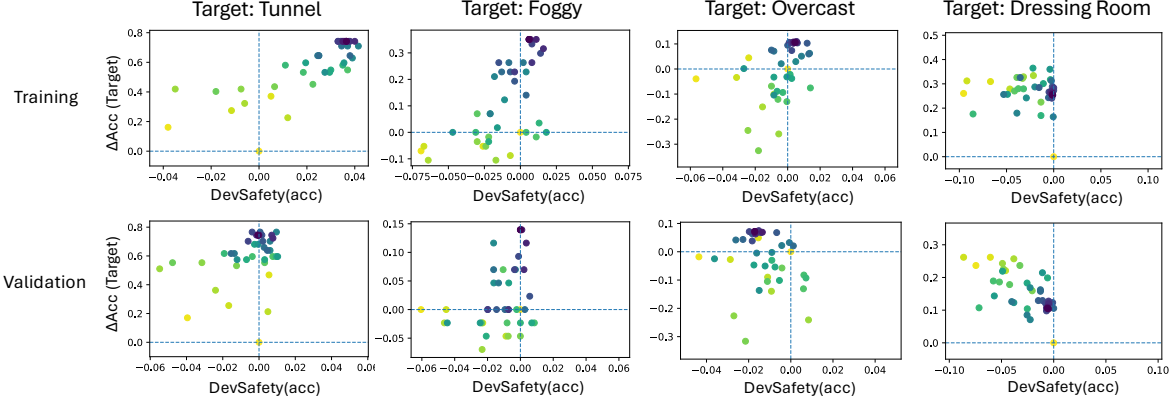 Target: Tunnel Target: Foggy Target: Overcast Target: Dressing Room
Training
ΔAcc (Target)
0.8
0.6
0.4
0.2
0.0
−0.04 −0.02 0.00 0.02 0.04
DevSafety(acc)
0.3
0.2
0.1
0.0
−0.1
−0.075 −0.050 −0.025 0.000 0.025 0.050 0.075
DevSafety(acc)
0.1
0.0
−0.1
−0.2
−0.3
−0.06 −0.04 −0.02 0.00 0.02 0.04 0.06
DevSafety(acc)
0.5
0.4
0.3
0.2
0.1
0.0
−0.10 −0.05 0.00 0.05 0.10
DevSafety(acc)
Validation
ΔAcc (Target)
0.8
0.6
0.4
0.2
0.0
−0.06 −0.04 −0.02 0.00 0.02 0.04
DevSafety(acc)
0.15
0.10
0.05
0.00
−0.05
−0.06 −0.04 −0.02 0.00 0.02 0.04 0.06
DevSafety(acc)
0.1
0.0
−0.1
−0.2
−0.3
−0.04 −0.02 0.00 0.02 0.04
DevSafety(acc)
0.3
0.2
0.1
0.0
−0.10 −0.05 0.00 0.05 0.10
DevSafety(acc)